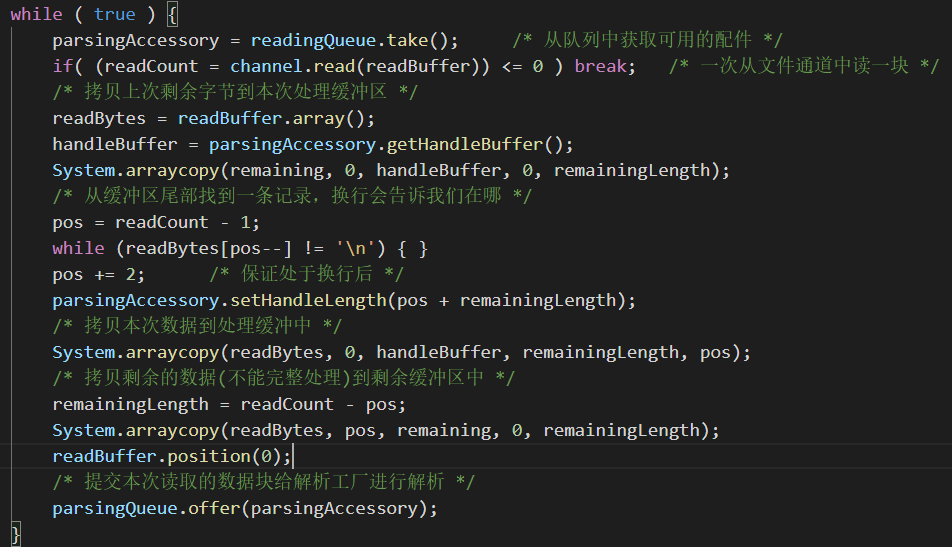 while ( true ) {
parsingAccessory = readingQueue.take();     /* 从队列中获取可用的配件 */
if( (readCount = channel.read(readBuffer)) <= 0 ) break;   /* 一次从文件通道中读一块 */
/* 拷贝上次剩余字节到本次处理缓冲区 */
readBytes = readBuffer.array();
handleBuffer = parsingAccessory.getHandleBuffer();
System.arraycopy(remaining, 0, handleBuffer, 0, remainingLength);
/* 从缓冲区尾部找到一条记录，换行会告诉我们在哪 */
pos = readCount - 1;
while (readBytes[pos--] != '\n') { }
pos += 2;      /* 保证处于换行后 */
parsingAccessory.setHandleLength(pos + remainingLength);
/* 拷贝本次数据到处理缓冲中 */
System.arraycopy(readBytes, 0, handleBuffer, remainingLength, pos);
/* 拷贝剩余的数据(不能完整处理)到剩余缓冲区中 */
remainingLength = readCount - pos;
System.arraycopy(readBytes, pos, remaining, 0, remainingLength);
readBuffer.position(0);
/* 提交本次读取的数据块给解析工厂进行解析 */
parsingQueue.offer(parsingAccessory);
}